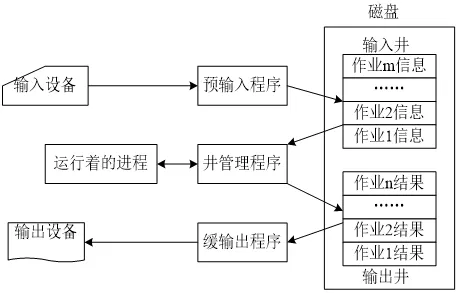 磁盘
输入井
作业m信息
……
作业2信息
作业1信息
输入设备
预输入程序
运行着的进程
井管理程序
作业n结果
……
作业2结果
作业1结果
输出井
输出设备
缓输出程序